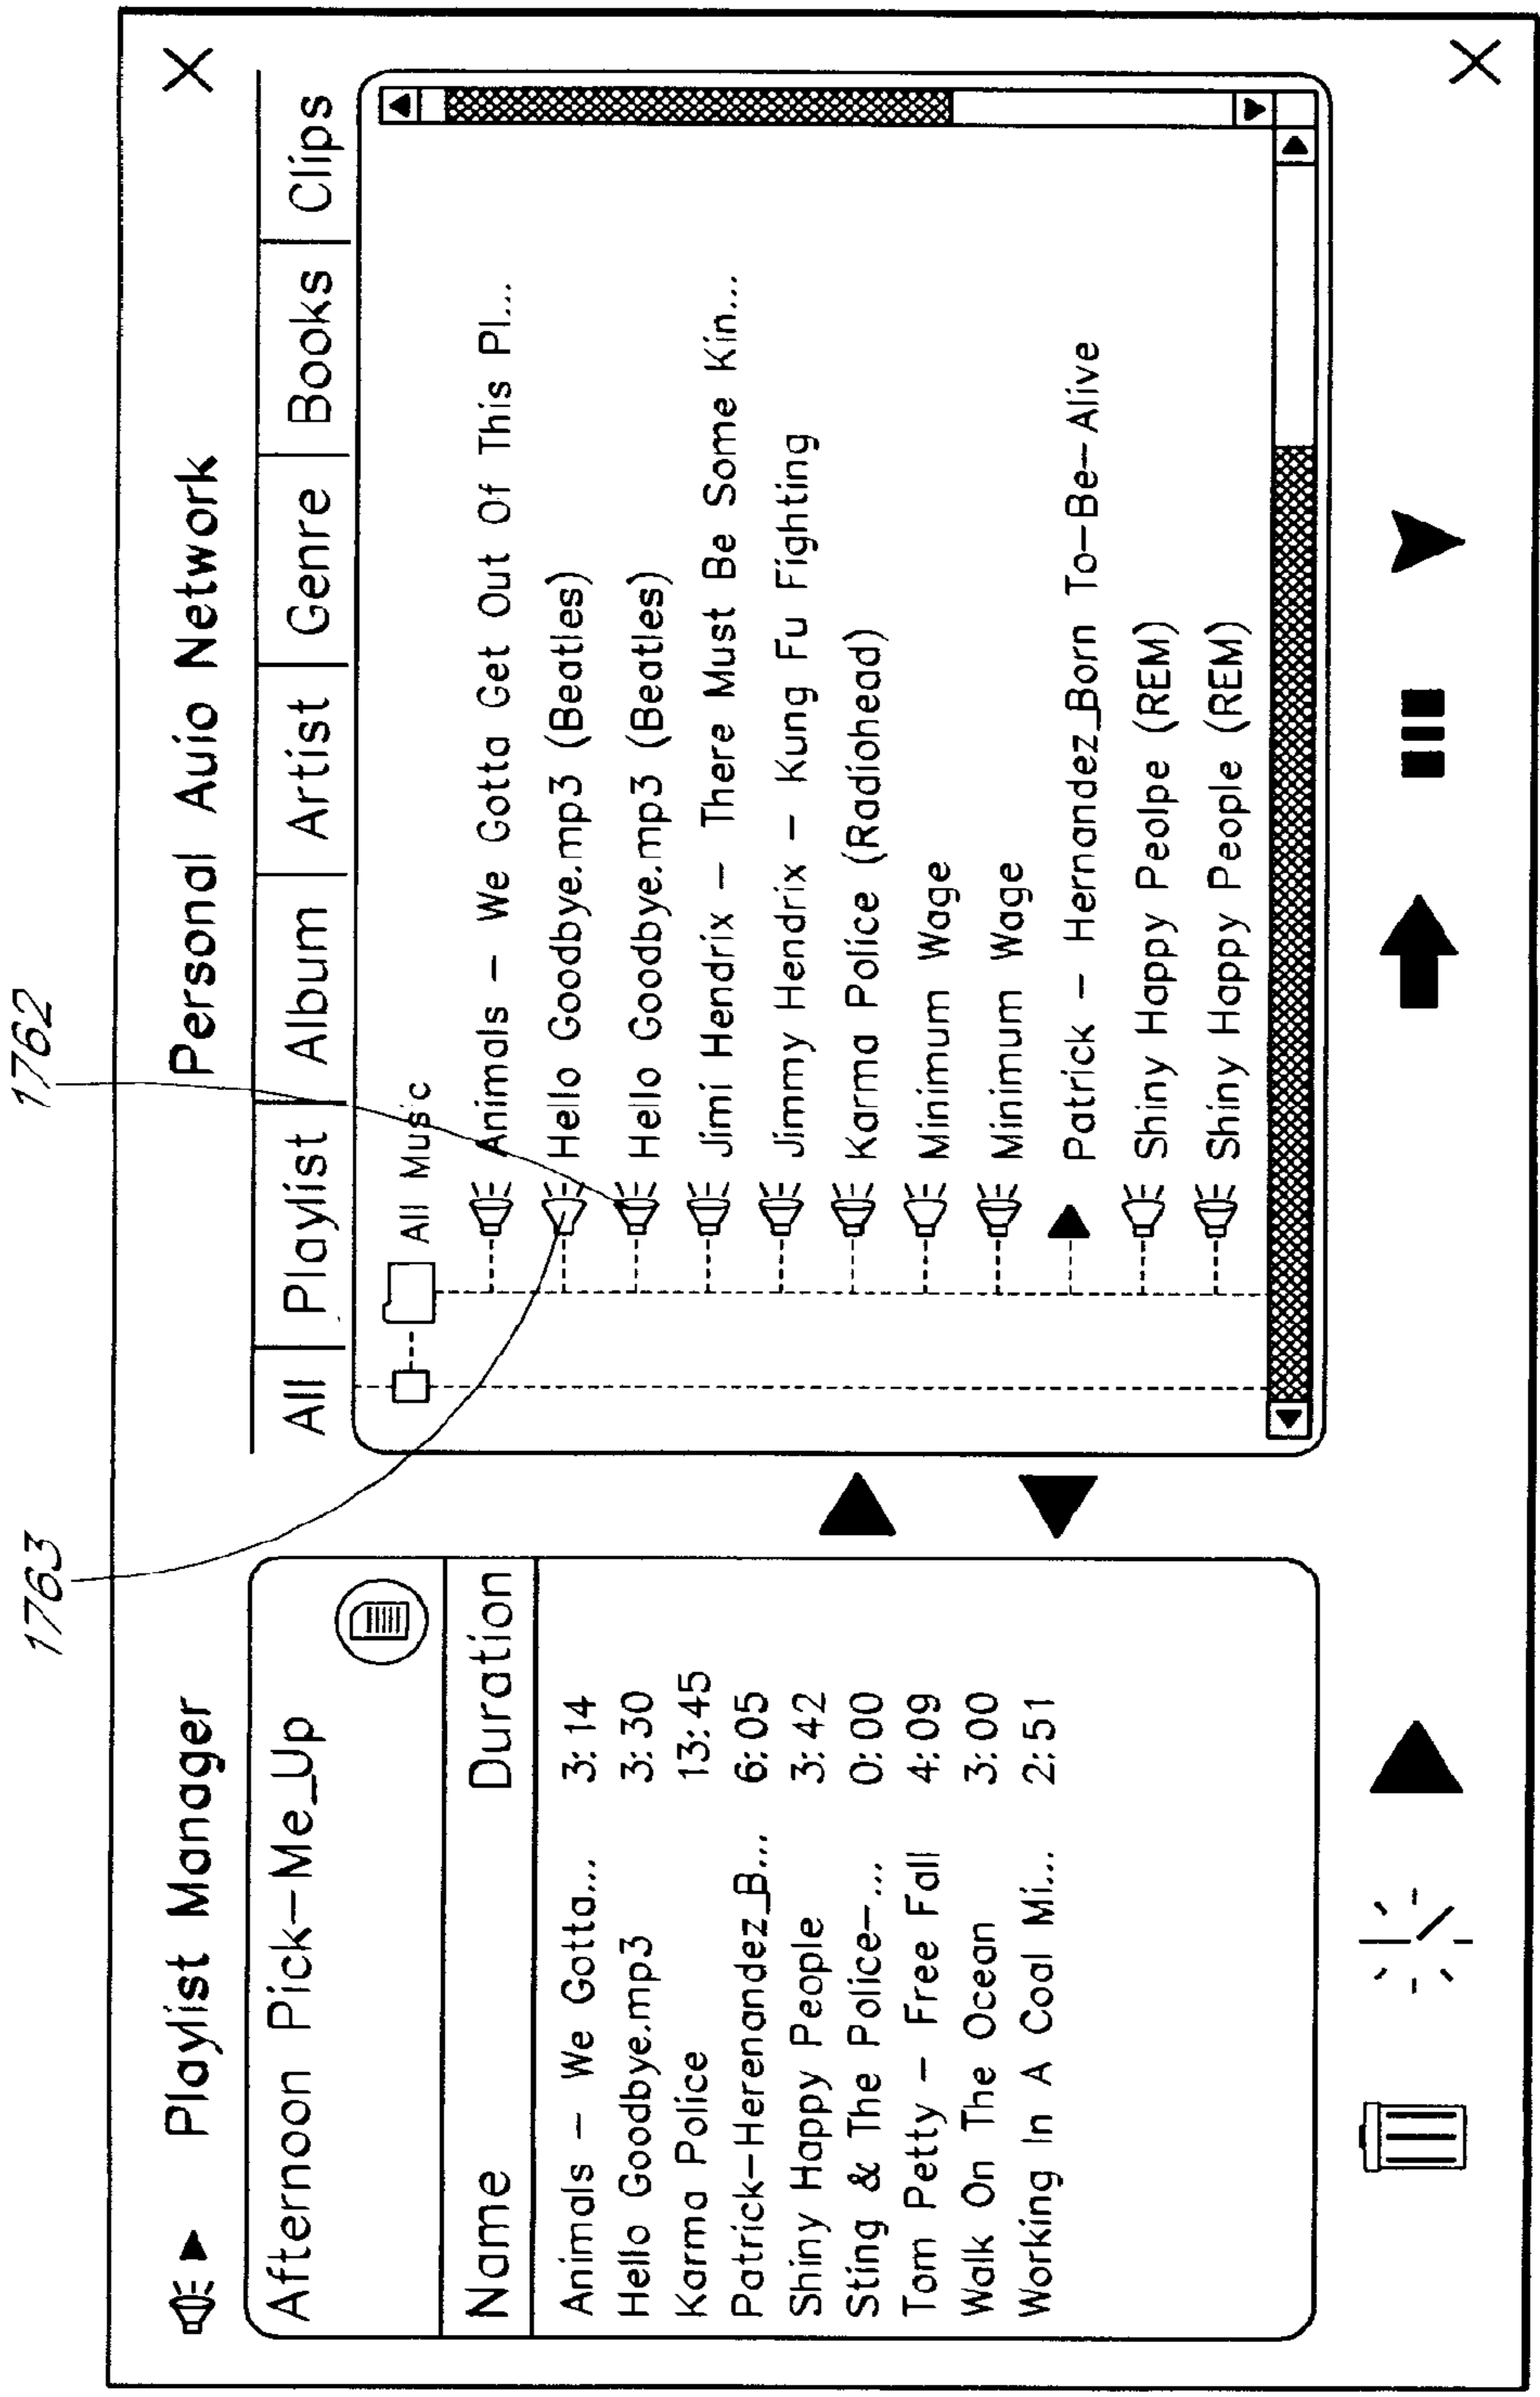 1763
1762
Playlist Manager
Afternoon Pick-Me_Up
Name Duration
Animals - We Gotta... 3:14
Hello Goodbye.mp3 3:30
Karma Police 13:45
Patrick-Herenandez_B... 6:05
Shiny Happy People 3:42
Sting & The Police-... 0:00
Tom Petty - Free Fall 4:09
Walk On The Ocean 3:00
Working In A Coal Mi... 2:51
Personal Auio Network
All Playlist Album Artist Genre Books Clips
All Music
Animals - We Gotta Get Out Of This Pl...
Hello Goodbye.mp3 (Beatles)
Hello Goodbye.mp3 (Beatles)
Jimi Hendrix - There Must Be Some Kin...
Jimmy Hendrix - Kung Fu Fighting
Karma Police (Radiohead)
Minimum Wage
Minimum Wage
Patrick - Hernandez_Born To-Be-Alive
Shiny Happy Peolpe (REM)
Shiny Happy People (REM)